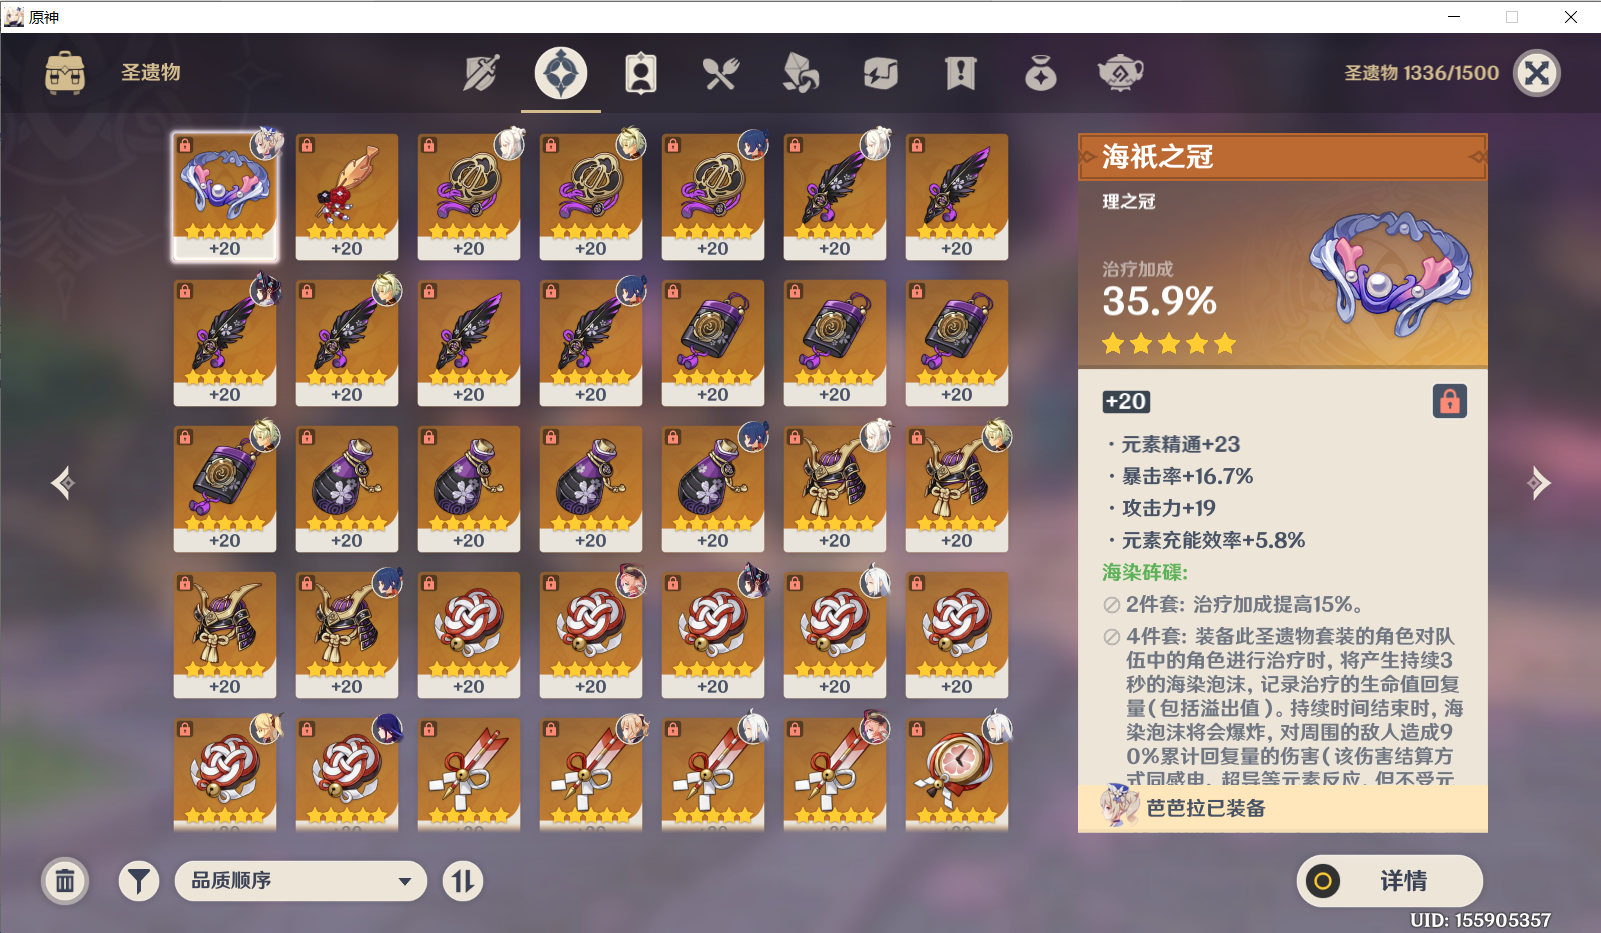 原神
圣遗物
圣遗物 1336/1500
+20 +20 +20 +20 +20 +20 +20
+20 +20 +20 +20 +20 +20 +20
+20 +20 +20 +20 +20 +20 +20
+20 +20 +20 +20 +20 +20 +20
海祇之冠
理之冠
治疗加成
35.9%
+20
·元素精通+23
·暴击率+16.7%
·攻击力+19
·元素充能效率+5.8%
海染砗磲:
2件套: 治疗加成提高15%。
4件套: 装备此圣遗物套装的角色对队
伍中的角色进行治疗时, 将产生持续3
秒的海染泡沫, 记录治疗的生命值回复
量(包括溢出值)。持续时间结束时, 海
染泡沫将会爆炸, 对周围的敌人造成9
0%累计回复量的伤害(该伤害结算方
式同感电、超导等元素反应, 但不受元
芭芭拉已装备
品质顺序
详情
UID: 155905357